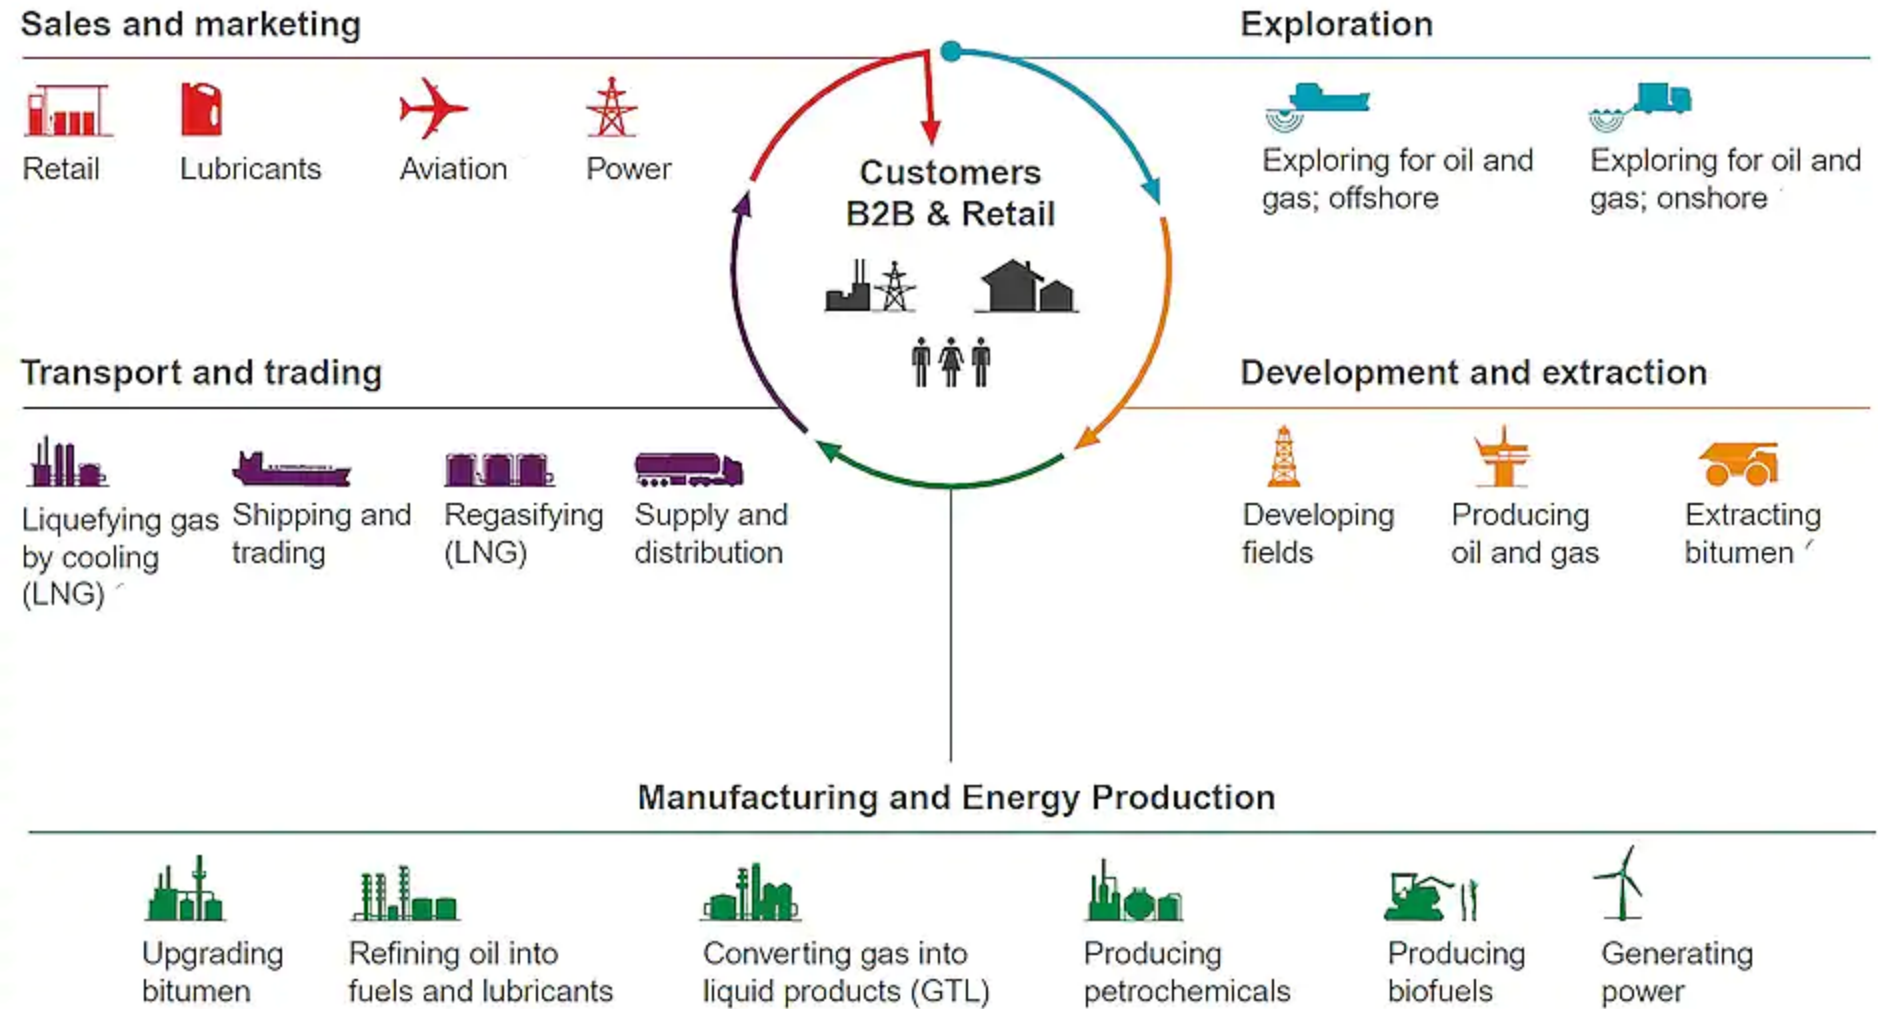 Sales and marketing
Retail
Lubricants
Aviation
Power
Customers
B2B & Retail
Exploration
Exploring for oil and
gas; offshore
Exploring for oil and
gas; onshore
Transport and trading
Liquefying gas
by cooling
(LNG)
Shipping and
trading
Regasifying
(LNG)
Supply and
distribution
Development and extraction
Developing
fields
Producing
oil and gas
Extracting
bitumen
Manufacturing and Energy Production
Upgrading
bitumen
Refining oil into
fuels and lubricants
Converting gas into
liquid products (GTL)
Producing
petrochemicals
Producing
biofuels
Generating
power